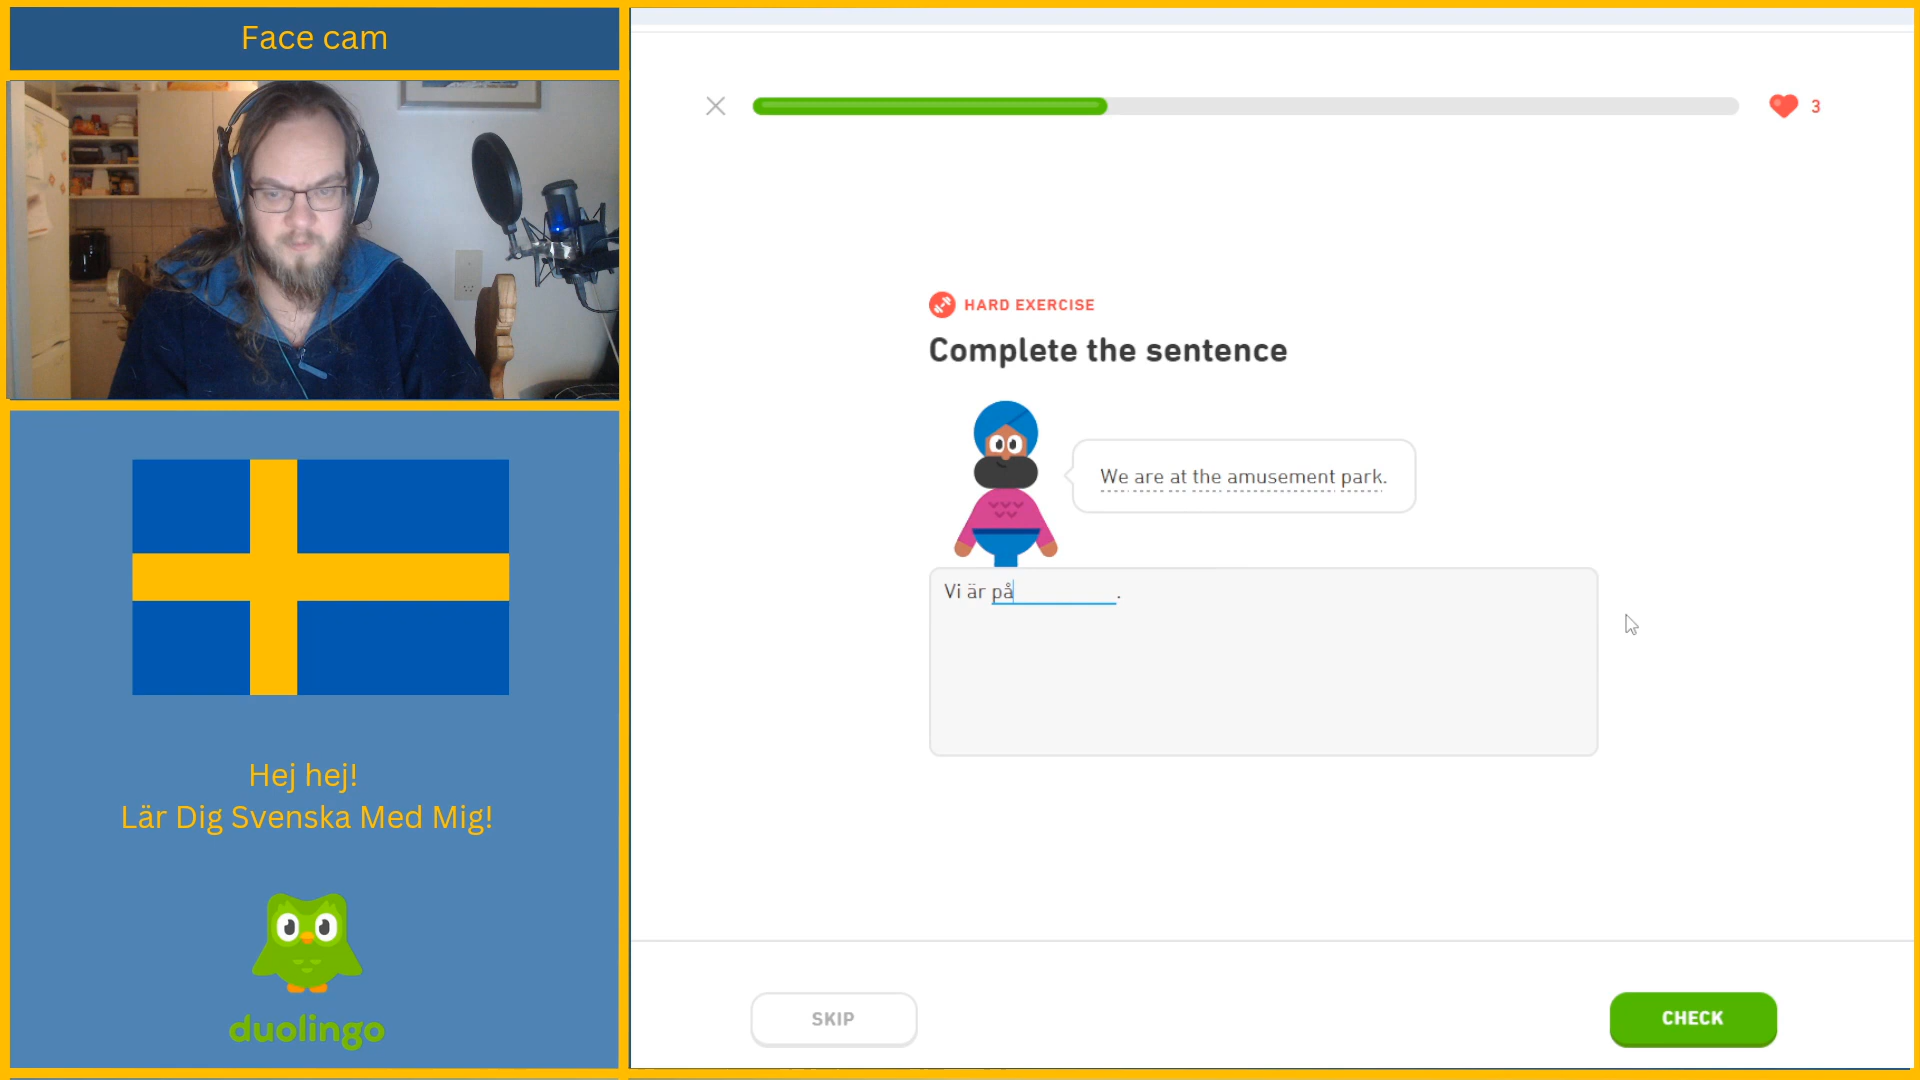 Face cam
3
HARD EXERCISE
Complete the sentence
We are at the amusement park.
Vi är på .
Hej hej!
Lär Dig Svenska Med Mig!
duolingo
SKIP
CHECK